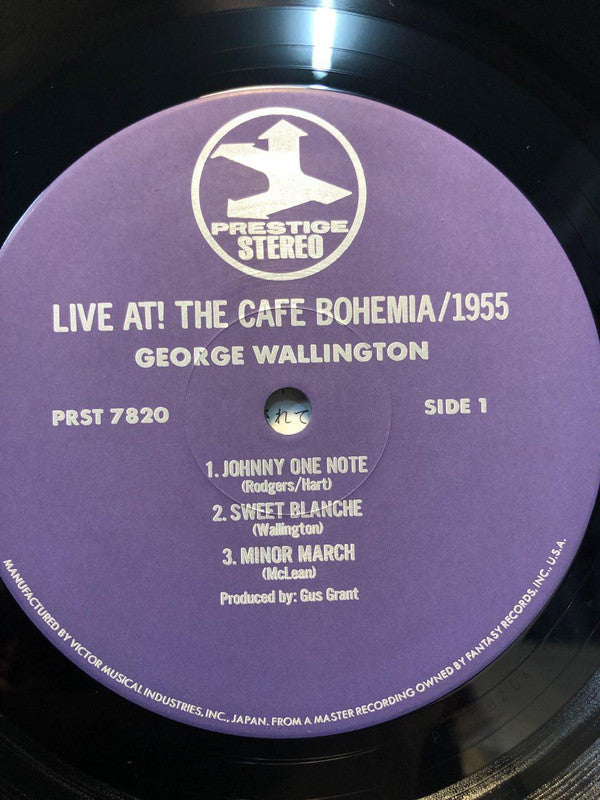 PRESTIGE
STEREO
LIVE AT! THE CAFE BOHEMIA/1955
GEORGE WALLINGTON
PRST 7820
SIDE 1
れて
1. JOHNNY ONE NOTE
(Rodgers/Hart)
2. SWEET BLANCHE
(Wallington)
3. MINOR MARCH
(McLean)
Produced by: Gus Grant
MANUFACTURED BY VICTOR MUSICAL INDUSTRIES, INC., JAPAN. FROM A MASTER RECORDING OWNED BY FANTASY RECORDS, INC., U.S.A.